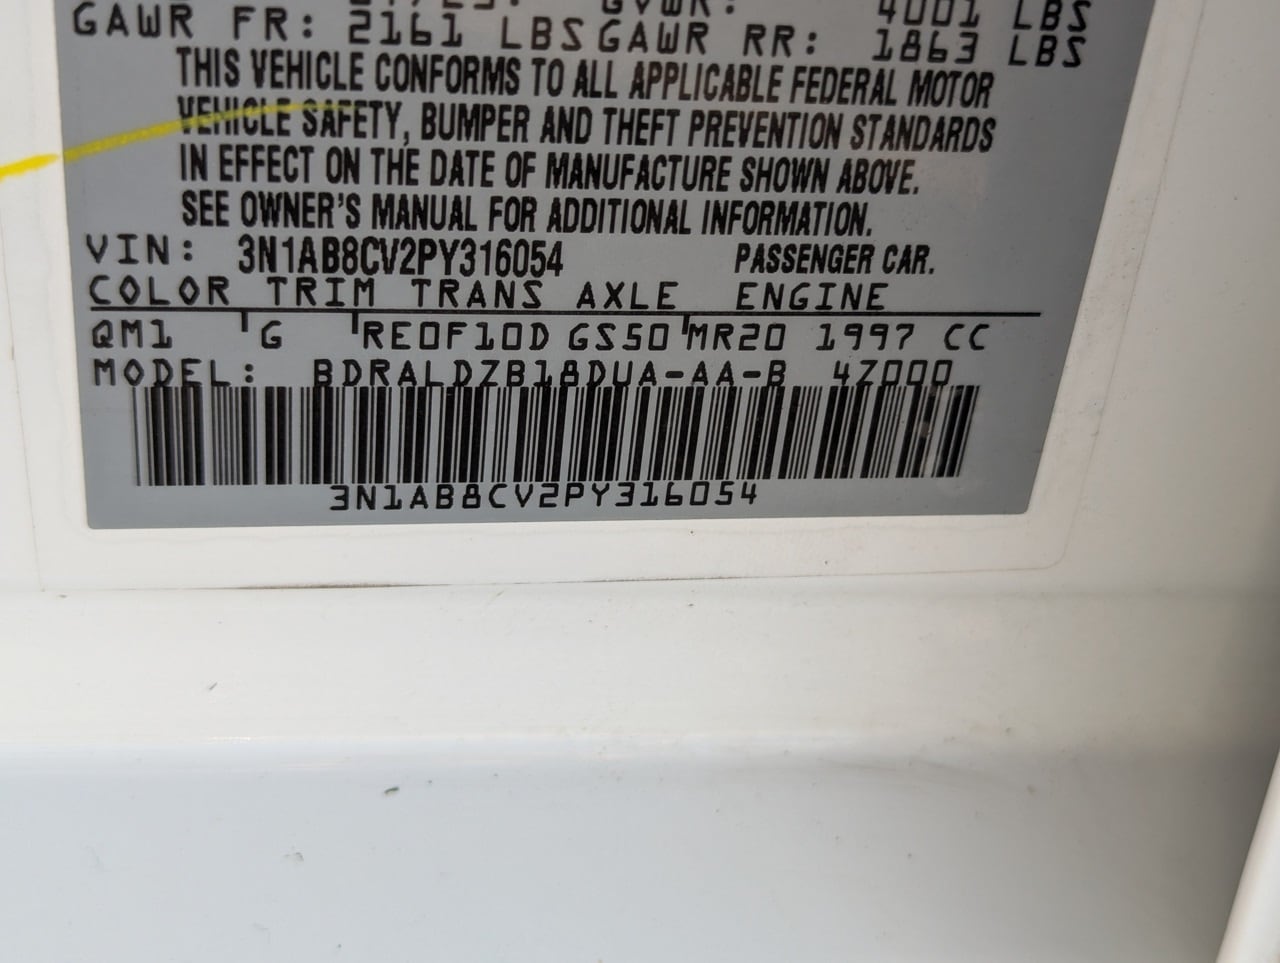 GVWR: 4001 LBS
GAWR FR: 2161 LBS GAWR RR: 1863 LBS
THIS VEHICLE CONFORMS TO ALL APPLICABLE FEDERAL MOTOR
VEHICLE SAFETY, BUMPER AND THEFT PREVENTION STANDARDS
IN EFFECT ON THE DATE OF MANUFACTURE SHOWN ABOVE.
SEE OWNER'S MANUAL FOR ADDITIONAL INFORMATION.
VIN: 3N1AB8CV2PY316054 PASSENGER CAR.
COLOR TRIM TRANS AXLE ENGINE
QM1 G RE0F10D GS50 MR20 1997 CC
MODEL: BDRALDZB18DUA-AA-B 4Z000
3N1AB8CV2PY316054